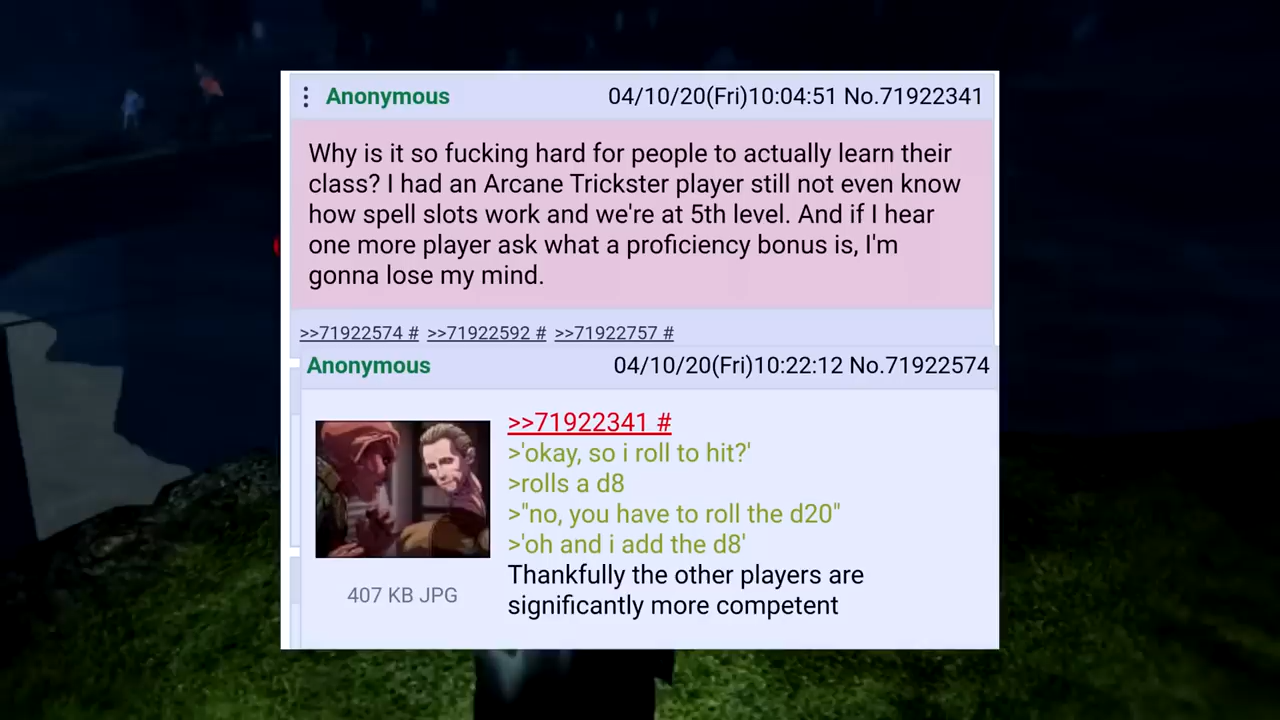 Anonymous 04/10/20(Fri)10:04:51 No.71922341
Why is it so fucking hard for people to actually learn their
class? I had an Arcane Trickster player still not even know
how spell slots work and we're at 5th level. And if I hear
one more player ask what a proficiency bonus is, I'm
gonna lose my mind.
>>71922574 # >>71922592 # >>71922757 #
Anonymous 04/10/20(Fri)10:22:12 No.71922574
>>71922341 #
>'okay, so i roll to hit?'
>rolls a d8
>"no, you have to roll the d20"
>'oh and i add the d8'
Thankfully the other players are
significantly more competent
407 KB JPG